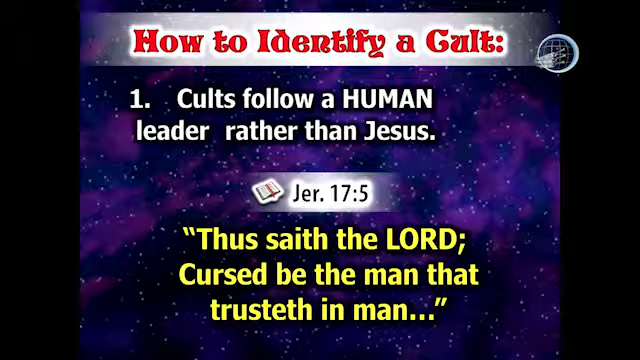 How to Identify a Cult:
1. Cults follow a HUMAN
leader rather than Jesus.
Jer. 17:5
“Thus saith the LORD;
Cursed be the man that
trusteth in man...”